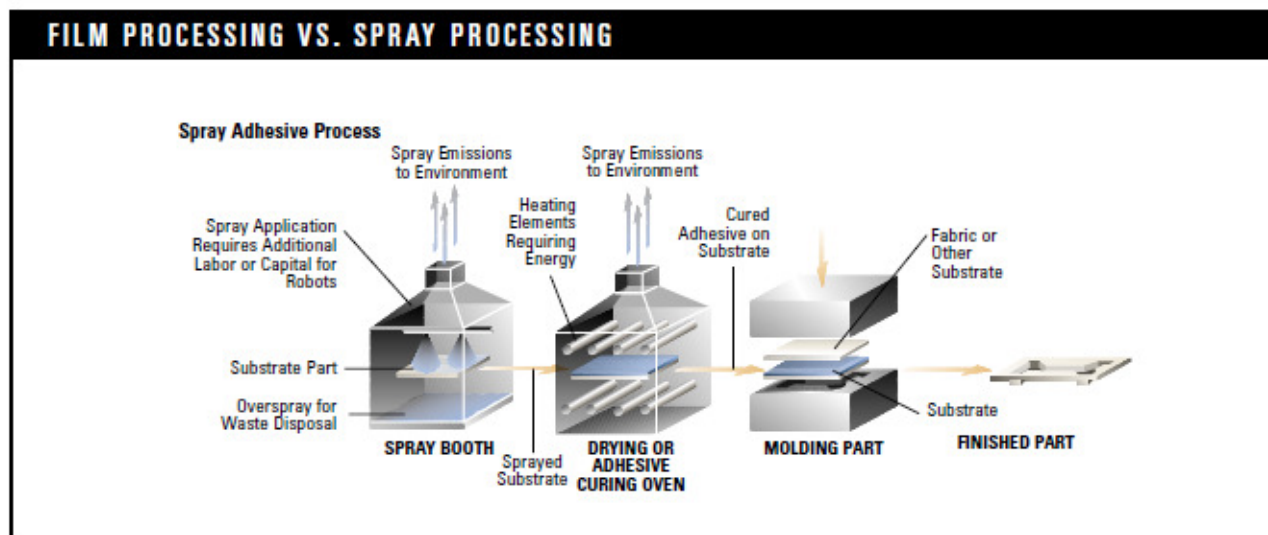 FILM PROCESSING VS. SPRAY PROCESSING
Spray Adhesive Process
Spray Emissions
to Environment
Spray Emissions
to Environment
Spray Application
Requires Additional
Labor or Capital for
Robots
Heating
Elements
Requiring
Energy
Cured
Adhesive on
Substrate
Fabric or
Other
Substrate
Substrate Part
Overspray for
Waste Disposal
Substrate
SPRAY BOOTH
Sprayed
Substrate
DRYING OR
ADHESIVE
CURING OVEN
MOLDING PART
FINISHED PART